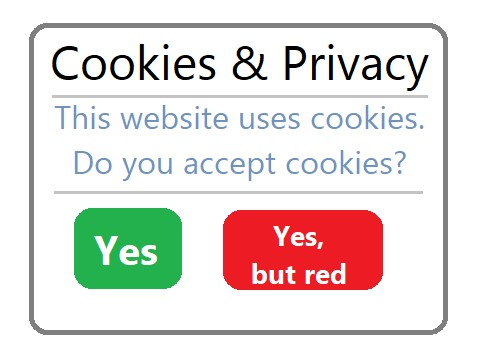 Cookies & Privacy
This website uses cookies.
Do you accept cookies?
Yes
Yes,
but red